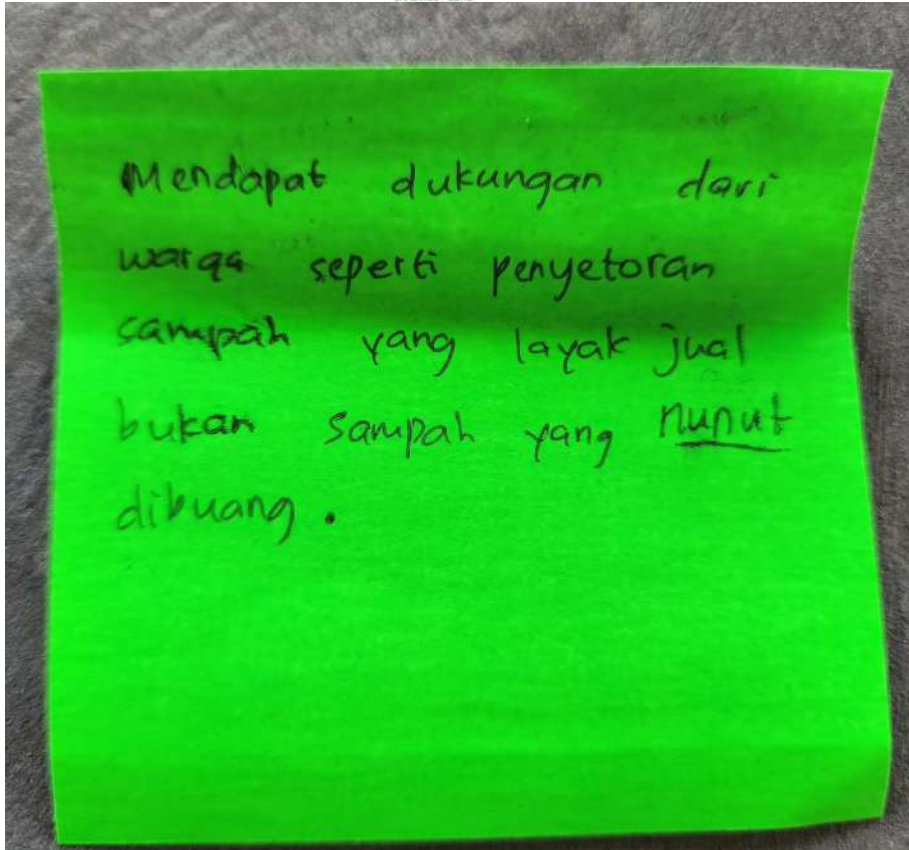 Mendapat dukungan dari
warga seperti penyetoran
sampah yang layak jual
bukan sampah yang nunut
dibuang.